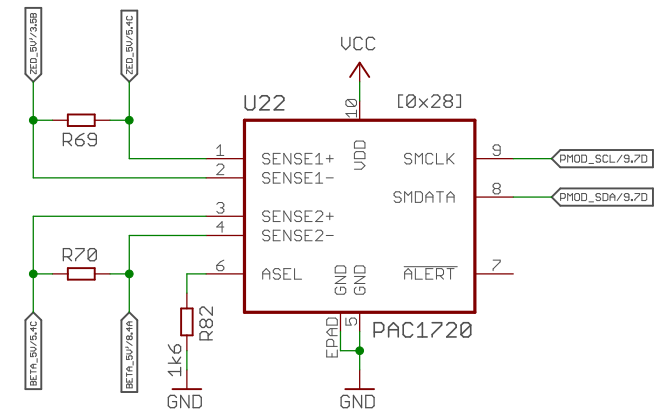 ZED_5V'/3.5B
ZED_5V/5.4C
VCC
U22
[0x28]
10
R69
1
SENSE1+
VDD
SMCLK
9
PMOD_SCL/9.7D
2
SENSE1-
SMDATA
8
PMOD_SDA/9.7D
3
SENSE2+
4
SENSE2-
R70
6
ASEL
GND
GND
ALERT
7
R82
1k6
EPAD
5
PAC1720
BETA_5V/5.4C
BETA_5V'/8.4A
GND
GND